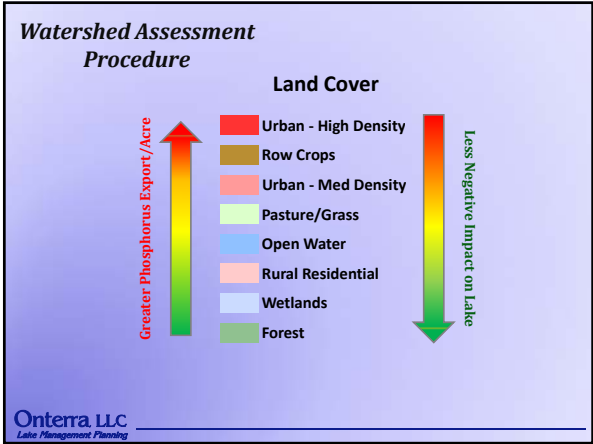 Watershed Assessment
Procedure
Land Cover
Greater Phosphorus Export/Acre
Urban - High Density
Row Crops
Urban - Med Density
Pasture/Grass
Open Water
Rural Residential
Wetlands
Forest
Less Negative Impact on Lake
Onterra LLC
Lake Management Planning